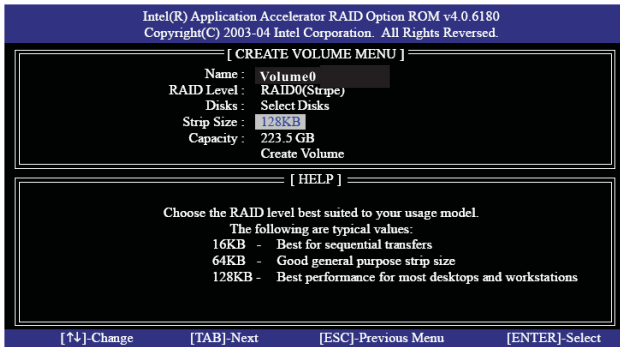 Intel(R) Application Accelerator RAID Option ROM v4.0.6180
Copyright(C) 2003-04 Intel Corporation. All Rights Reversed.
[ CREATE VOLUME MENU ]
Name : Volume0
RAID Level : RAID0(Stripe)
Disks : Select Disks
Strip Size : 128KB
Capacity : 223.5 GB
Create Volume
[ HELP ]
Choose the RAID level best suited to your usage model.
The following are typical values:
16KB - Best for sequential transfers
64KB - Good general purpose strip size
128KB - Best performance for most desktops and workstations
[↑↓]-Change [TAB]-Next [ESC]-Previous Menu [ENTER]-Select